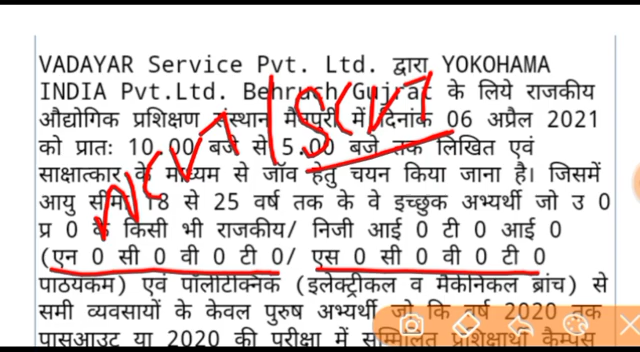 VADAYAR Service Pvt. Ltd. द्वारा YOKOHAMA
INDIA Pvt.Ltd. Behruch Gujrat के लिये राजकीय
औद्योगिक प्रशिक्षण संस्थान मैनपुरी में दिनांक 06 अप्रैल 2021
को प्रातः 10.00 बजे से 5.00 बजे तक लिखित एवं
साक्षात्कार के माध्यम से जॉव हेतु चयन किया जाना है। जिसमें
आयु सीमा 18 से 25 वर्ष तक के वे इच्छुक अभ्यर्थी जो उ 0
प्र 0 के किसी भी राजकीय/ निजी आई 0 टी 0 आई 0
(एन 0 सी 0 वी 0 टी 0/ एस 0 सी 0 वी 0 टी 0
पाठयकम) एवं पॉलीटेक्निक (इलेक्ट्रीकल व मैकेनिकल ब्रांच) से
समी व्यवसायों के केवल पुरुष अभ्यर्थी जो कि वर्ष 2020 तक
पासआउट या 2020 की परीक्षा में सम्मिलित प्रशिक्षार्थी कैम्पस
NCVT/SCVT